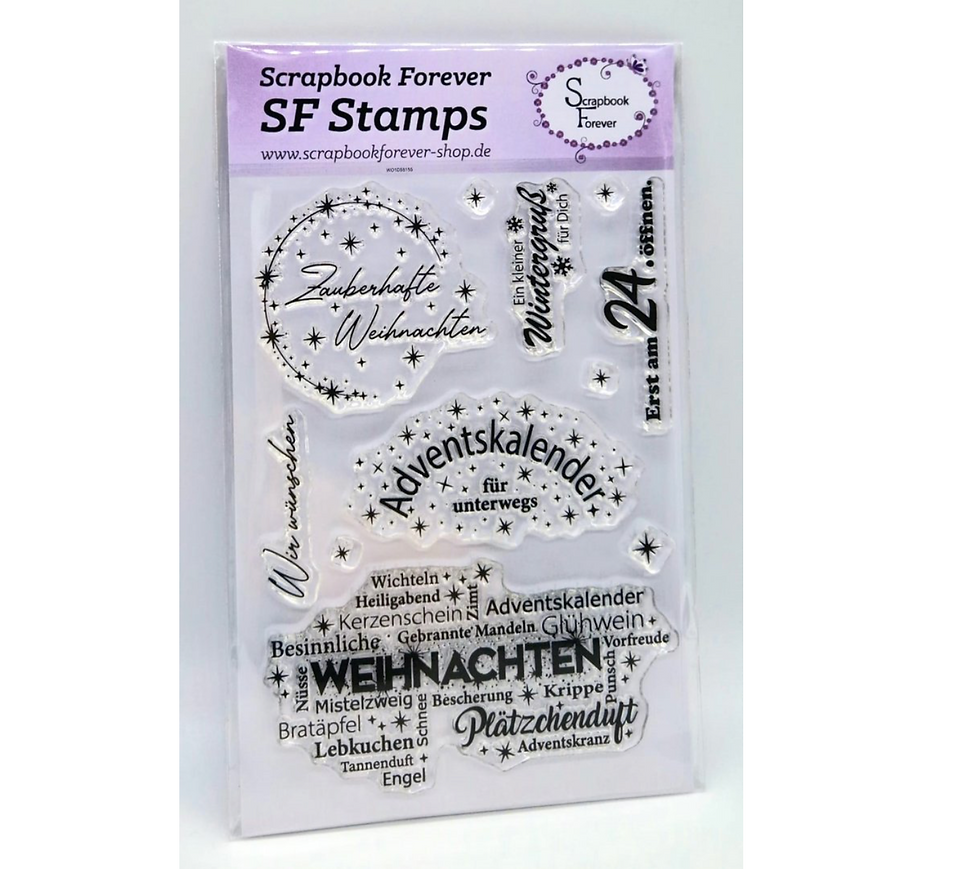 Scrapbook Forever
SF Stamps
www.scrapbookforever-shop.de
Scrapbook
Forever
Zauberhafte
Weihnachten
Ein kleiner
Wintergruß
für Dich
Erst am 24. öffnen.
Wir wünschen
Adventskalender
für
unterwegs
Wichteln
Heiligabend
Zimt
Adventskalender
Kerzenschein
Glühwein
Besinnliche
Gebrannte Mandeln
Vorfreude
WEIHNACHTEN
Nüsse
Punsch
Mistelzweig
Bescherung
Krippe
Schnee
Bratäpfel
Plätzchenduft
Lebkuchen
Adventskranz
Tannenduft
Engel